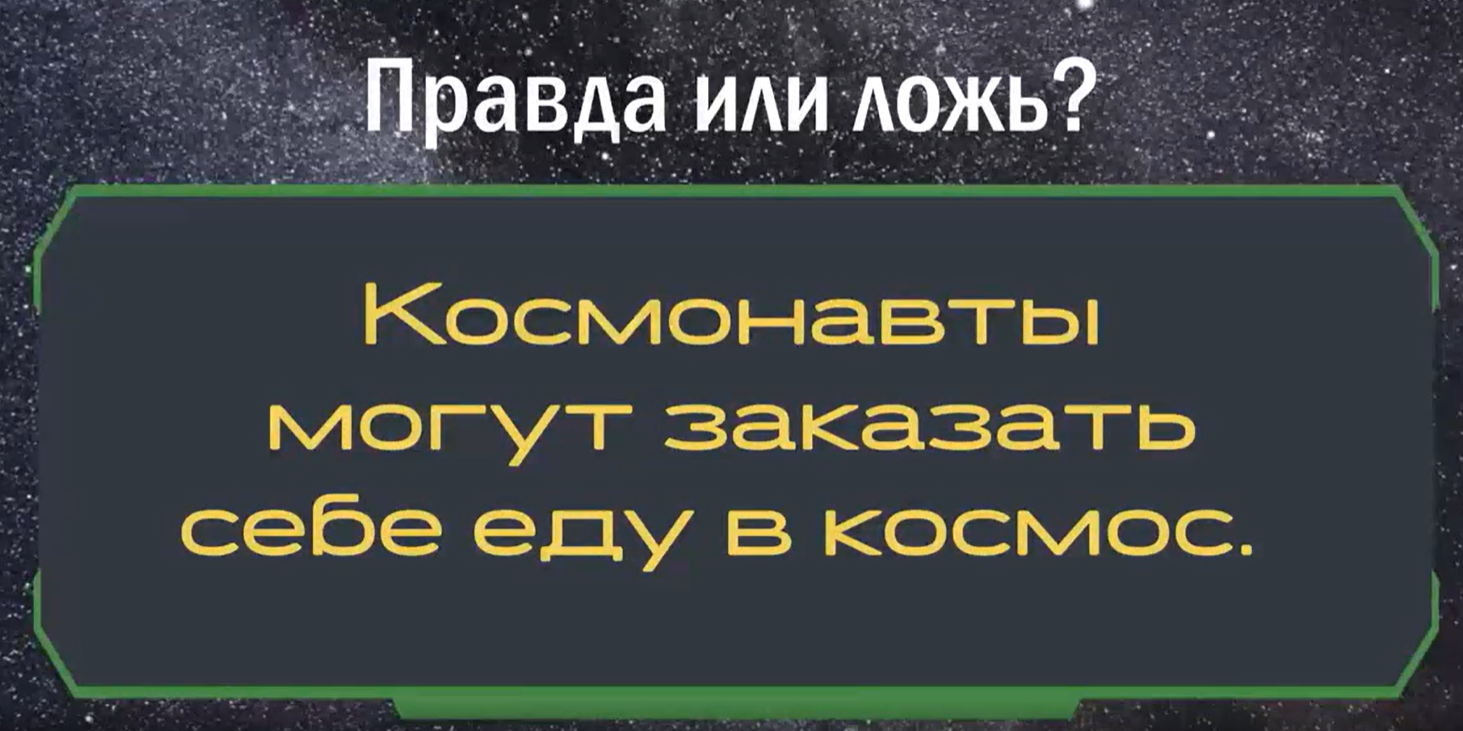 Правда или ложь?
Космонавты
могут заказать
себе еду в космос.